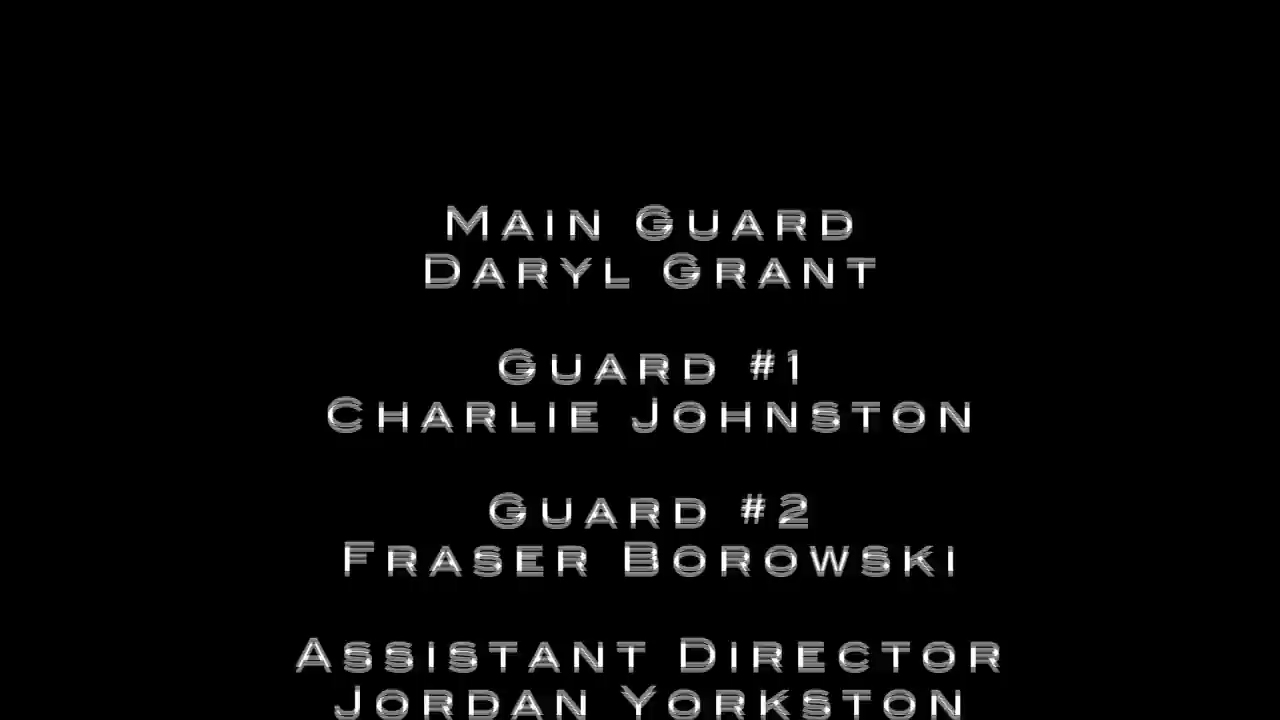 Main Guard
Daryl Grant
Guard #1
Charlie Johnston
Guard #2
Fraser Borowski
Assistant Director
Jordan Yorkston